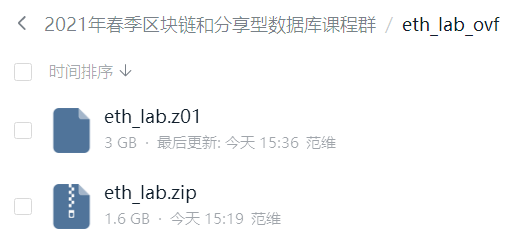 2021年春季区块链和分享型数据库课程群 / eth_lab_ovf
时间排序
eth_lab.z01
3 GB · 最后更新: 今天 15:36 范维
eth_lab.zip
1.6 GB · 今天 15:19 范维